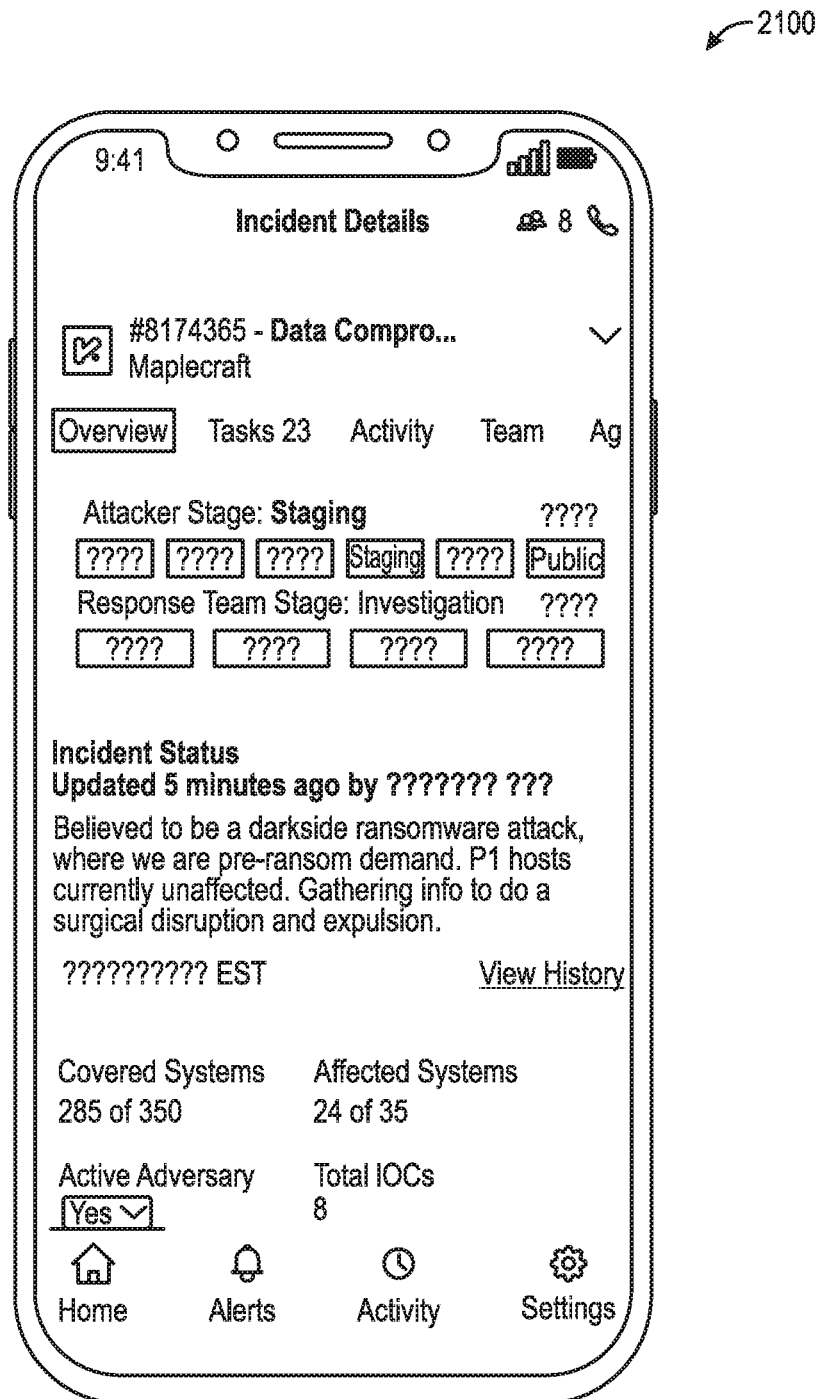 2100
9:41
Incident Details 8
#8174365 - Data Compro...
Maplecraft
Overview Tasks 23 Activity Team Ag
Attacker Stage: Staging ????
???? ???? ???? Staging ???? Public
Response Team Stage: Investigation ????
???? ???? ???? ????
Incident Status
Updated 5 minutes ago by ??????? ???
Believed to be a darkside ransomware attack,
where we are pre-ransom demand. P1 hosts
currently unaffected. Gathering info to do a
surgical disruption and expulsion.
?????????? EST View History
Covered Systems Affected Systems
285 of 350 24 of 35
Active Adversary Total IOCs
Yes 8
Home Alerts Activity Settings